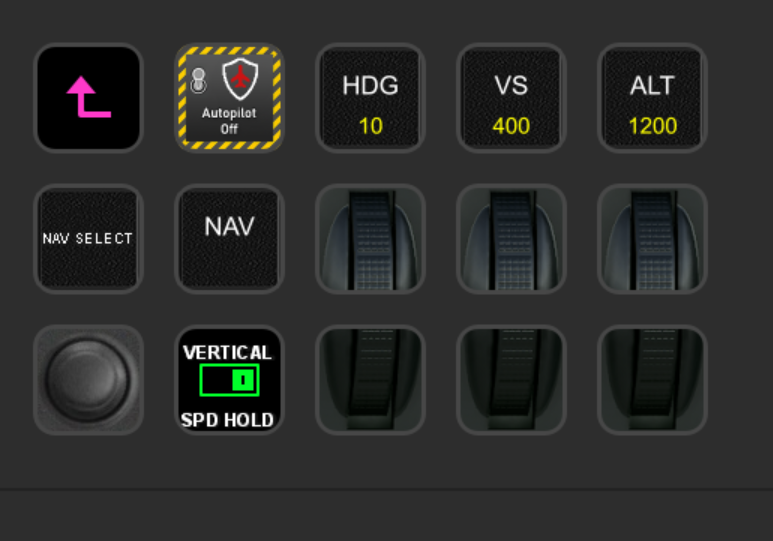 Autopilot
Off
HDG
10
VS
400
ALT
1200
NAV SELECT
NAV
VERTICAL
SPD HOLD